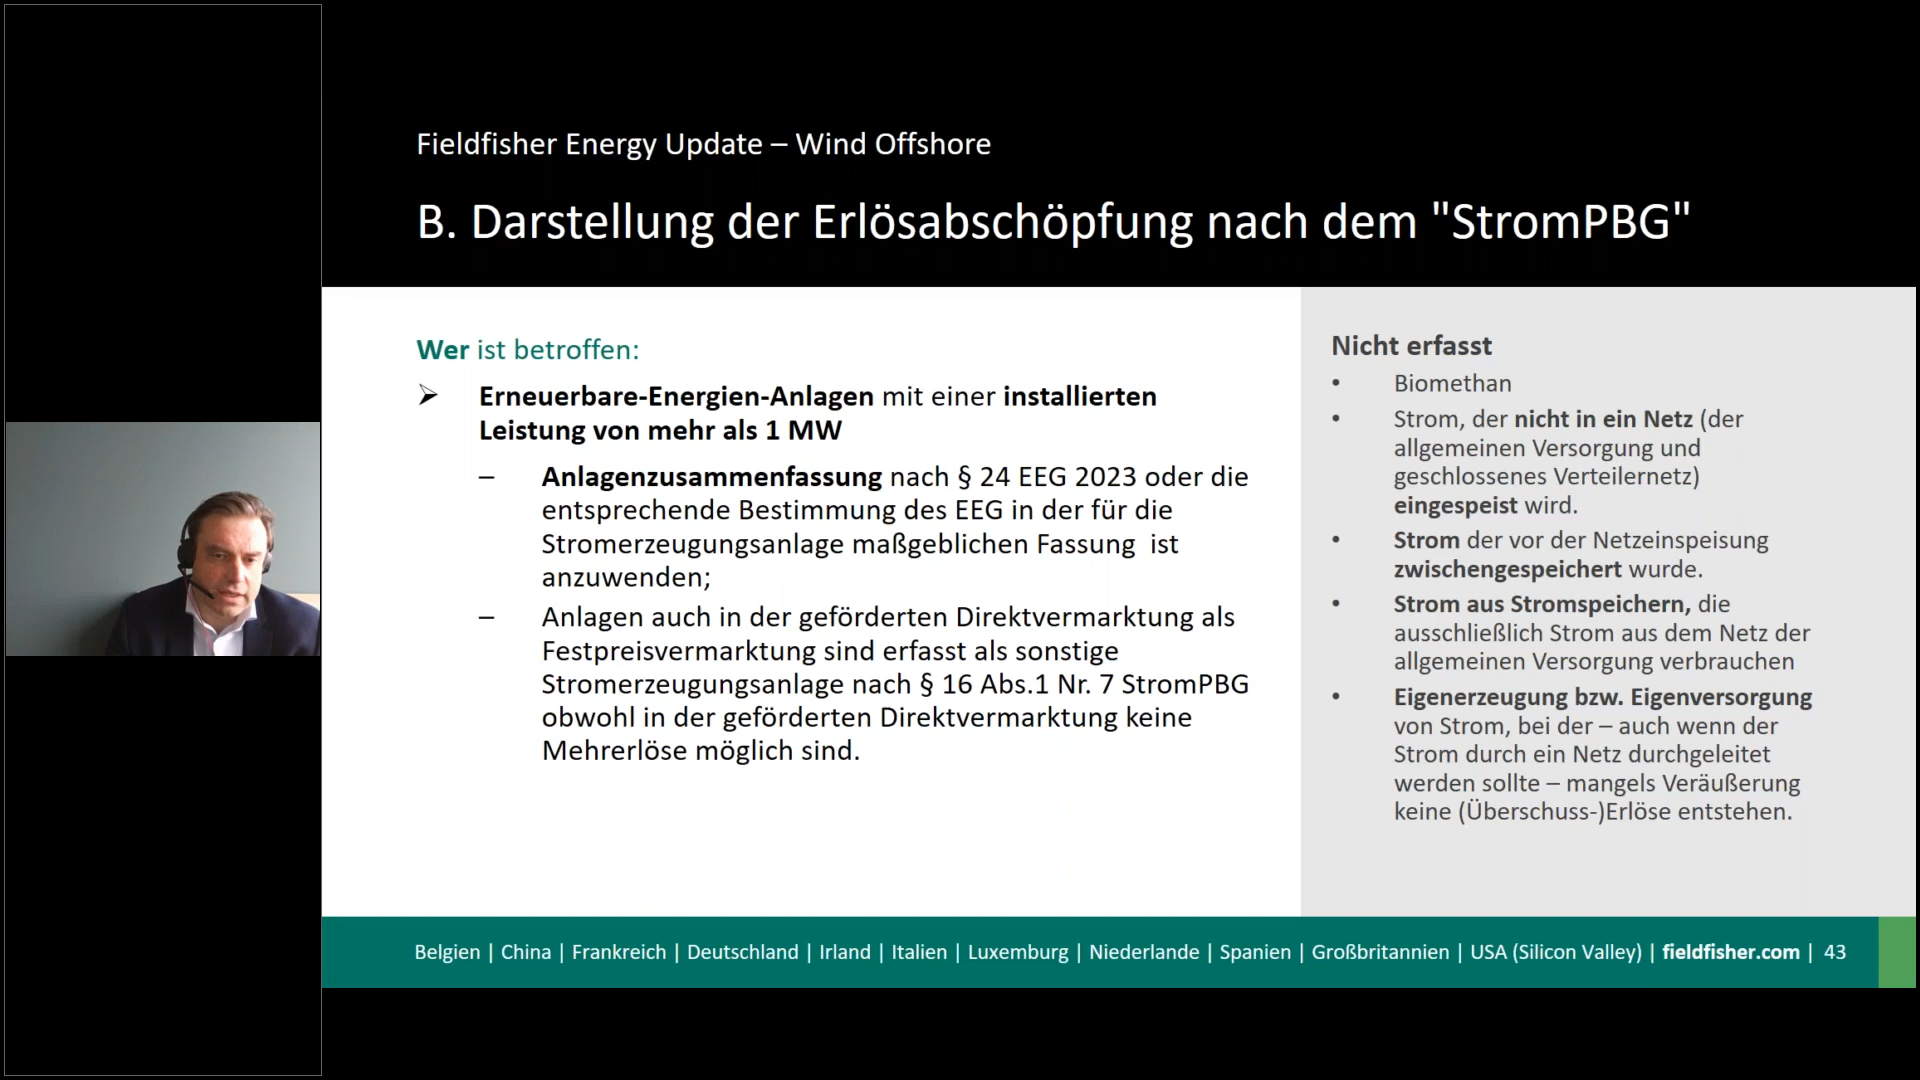 Fieldfisher Energy Update – Wind Offshore
B. Darstellung der Erlösabschöpfung nach dem "StromPBG"
Wer ist betroffen:
➢ Erneuerbare-Energien-Anlagen mit einer installierten
Leistung von mehr als 1 MW
– Anlagenzusammenfassung nach § 24 EEG 2023 oder die
entsprechende Bestimmung des EEG in der für die
Stromerzeugungsanlage maßgeblichen Fassung ist
anzuwenden;
– Anlagen auch in der geförderten Direktvermarktung als
Festpreisvermarktung sind erfasst als sonstige
Stromerzeugungsanlage nach § 16 Abs.1 Nr. 7 StromPBG
obwohl in der geförderten Direktvermarktung keine
Mehrerlöse möglich sind.
Nicht erfasst
• Biomethan
• Strom, der nicht in ein Netz (der
allgemeinen Versorgung und
geschlossenes Verteilernetz)
eingespeist wird.
• Strom der vor der Netzeinspeisung
zwischengespeichert wurde.
• Strom aus Stromspeichern, die
ausschließlich Strom aus dem Netz der
allgemeinen Versorgung verbrauchen
• Eigenerzeugung bzw. Eigenversorgung
von Strom, bei der – auch wenn der
Strom durch ein Netz durchgeleitet
werden sollte – mangels Veräußerung
keine (Überschuss-)Erlöse entstehen.
Belgien | China | Frankreich | Deutschland | Irland | Italien | Luxemburg | Niederlande | Spanien | Großbritannien | USA (Silicon Valley) | fieldfisher.com | 43